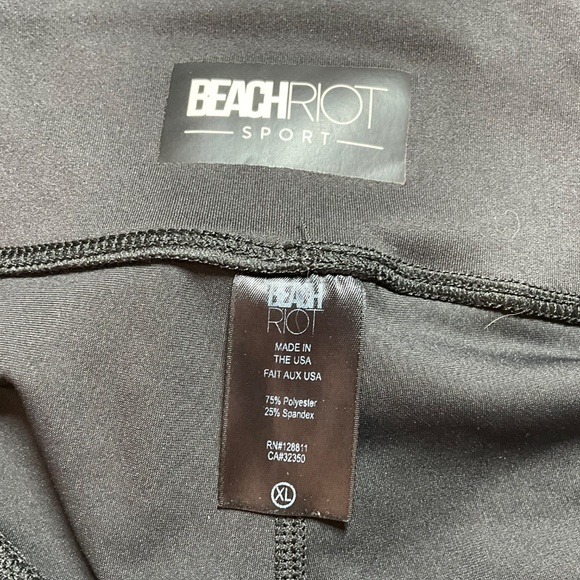 BEACHRIOT
SPORT
BEACH
RIOT
MADE IN
THE USA
FAIT AUX USA
75% Polyester
25% Spandex
RN#128811
CA#32350
XL